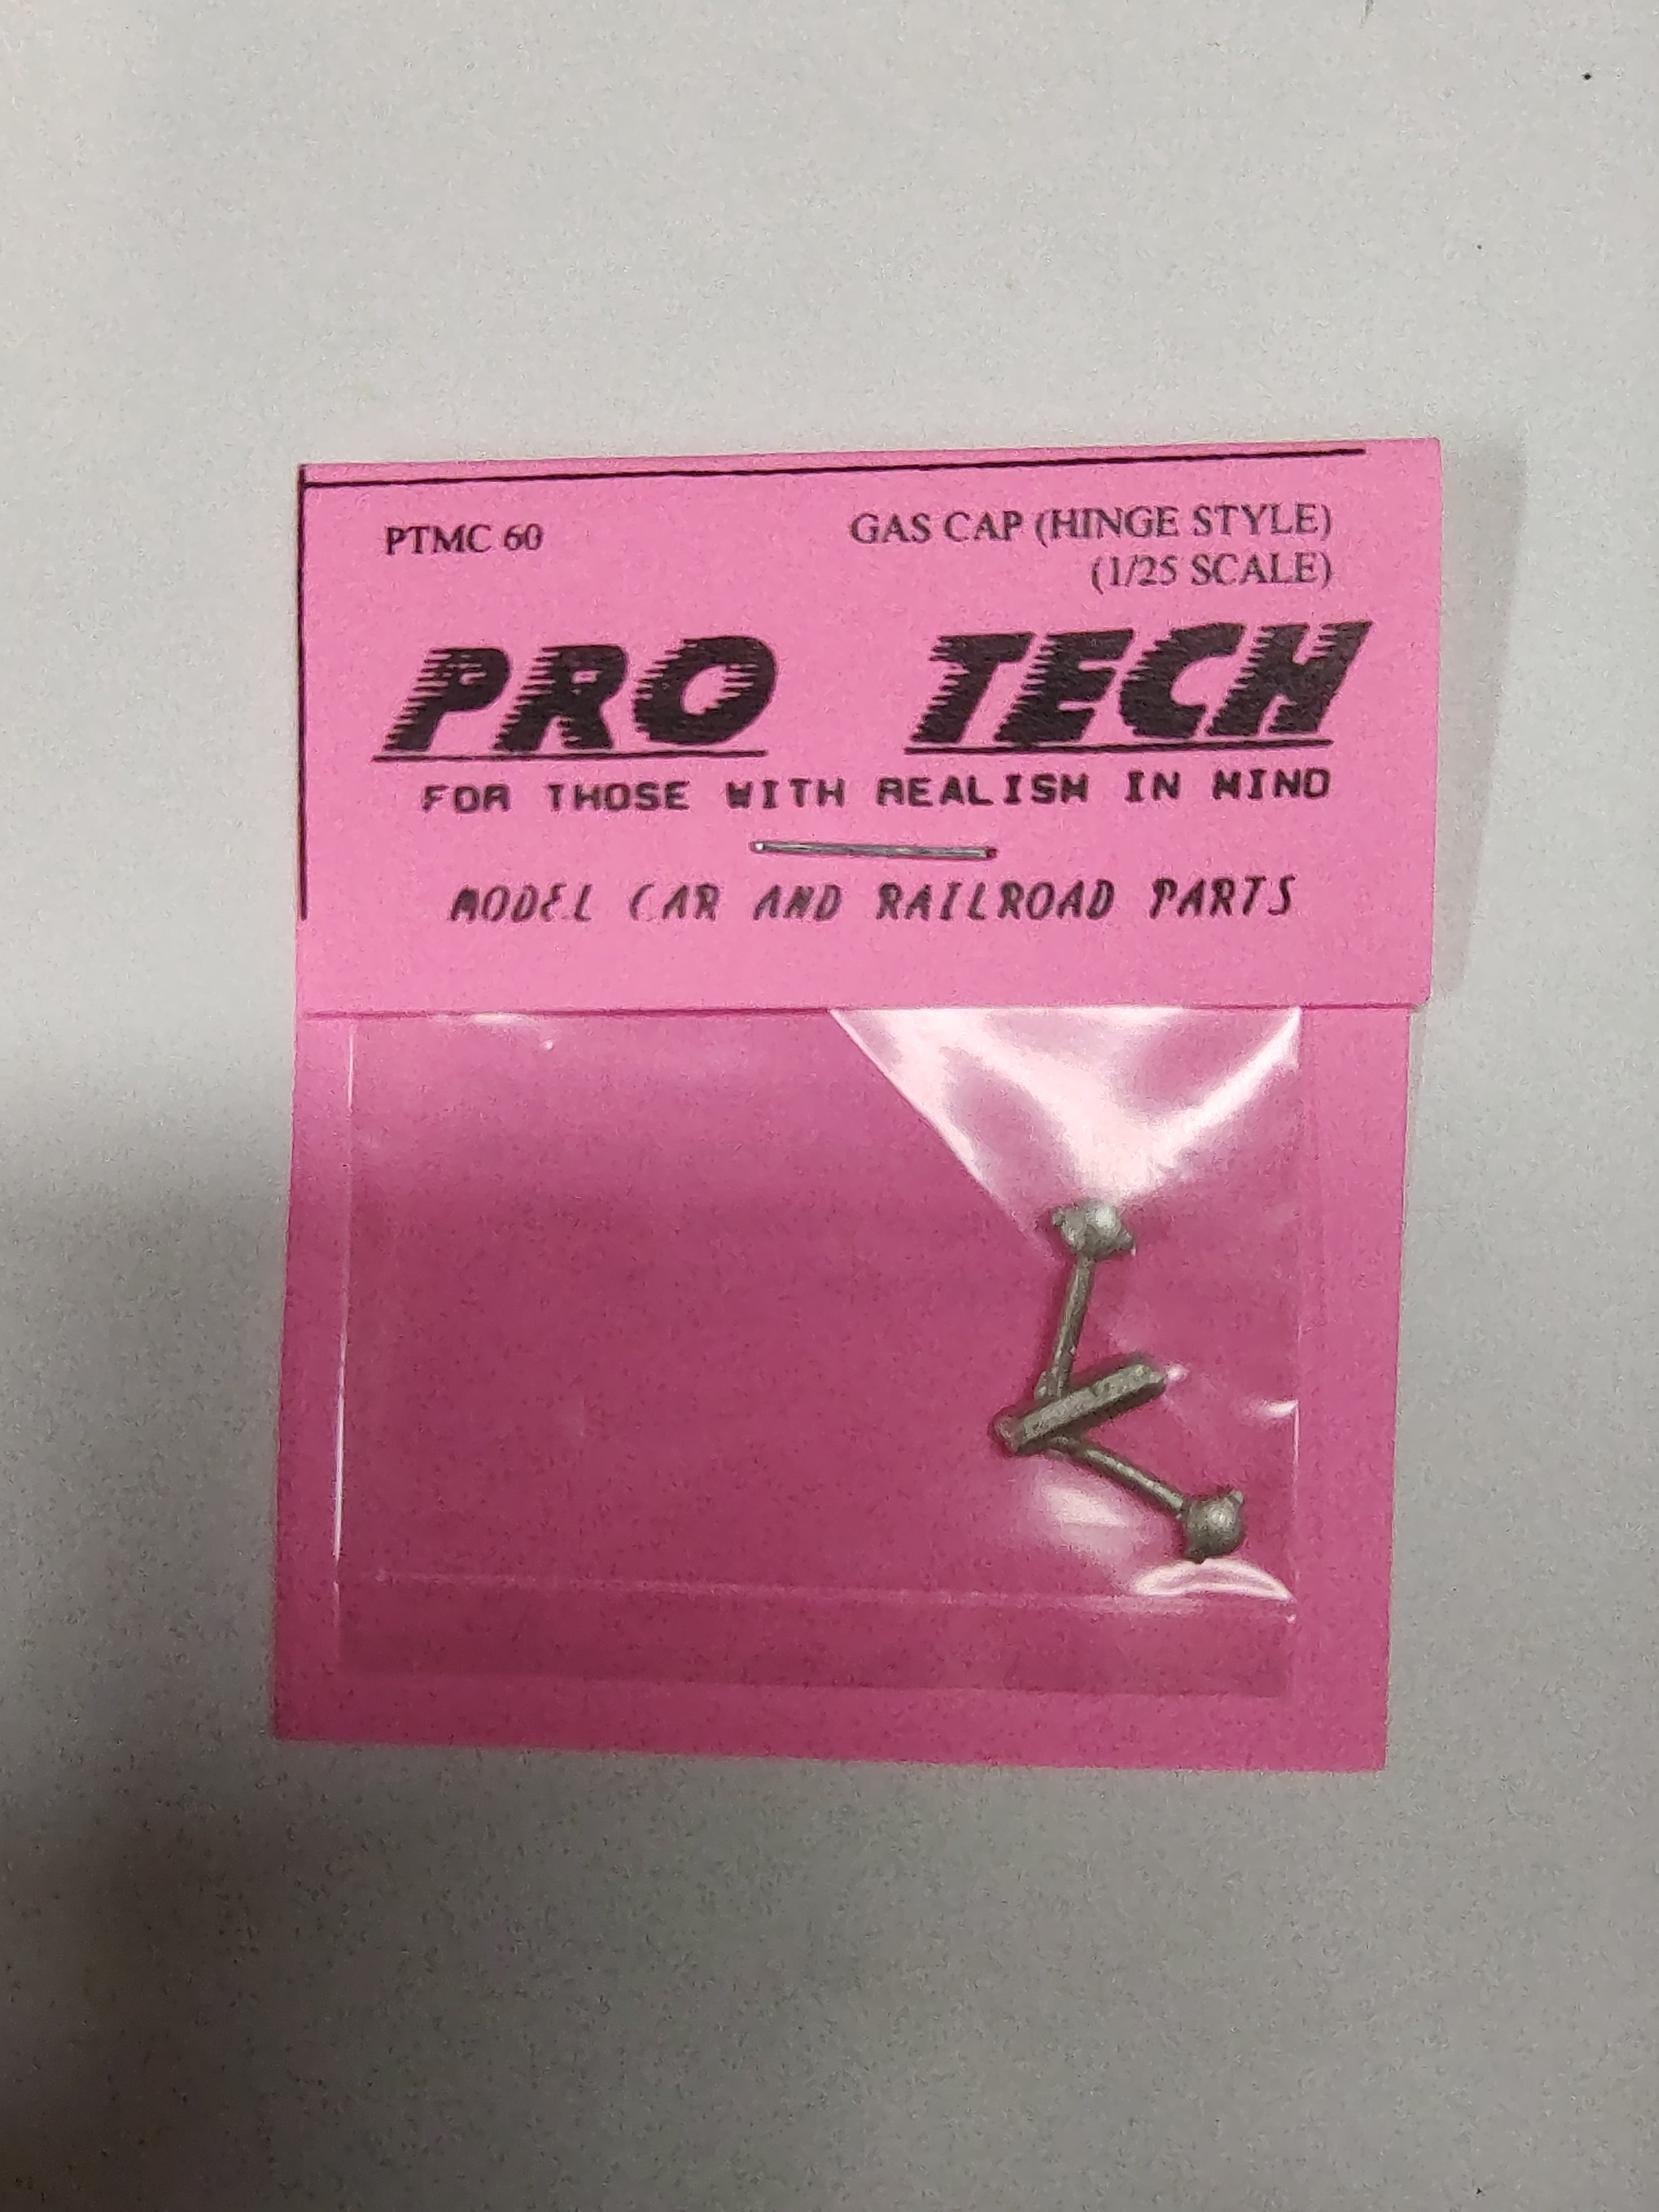 PTMC 60
GAS CAP (HINGE STYLE)
(1/25 SCALE)
PRO TECH
FOR THOSE WITH REALISM IN MIND
MODEL CAR AND RAILROAD PARTS